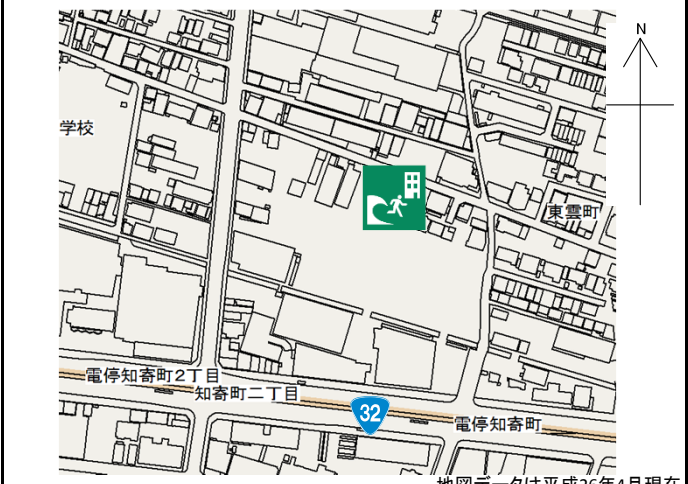 N
学校
東雲町
電停知寄町2丁目
知寄町二丁目
32
電停知寄町
地図データは平成26年4月現在